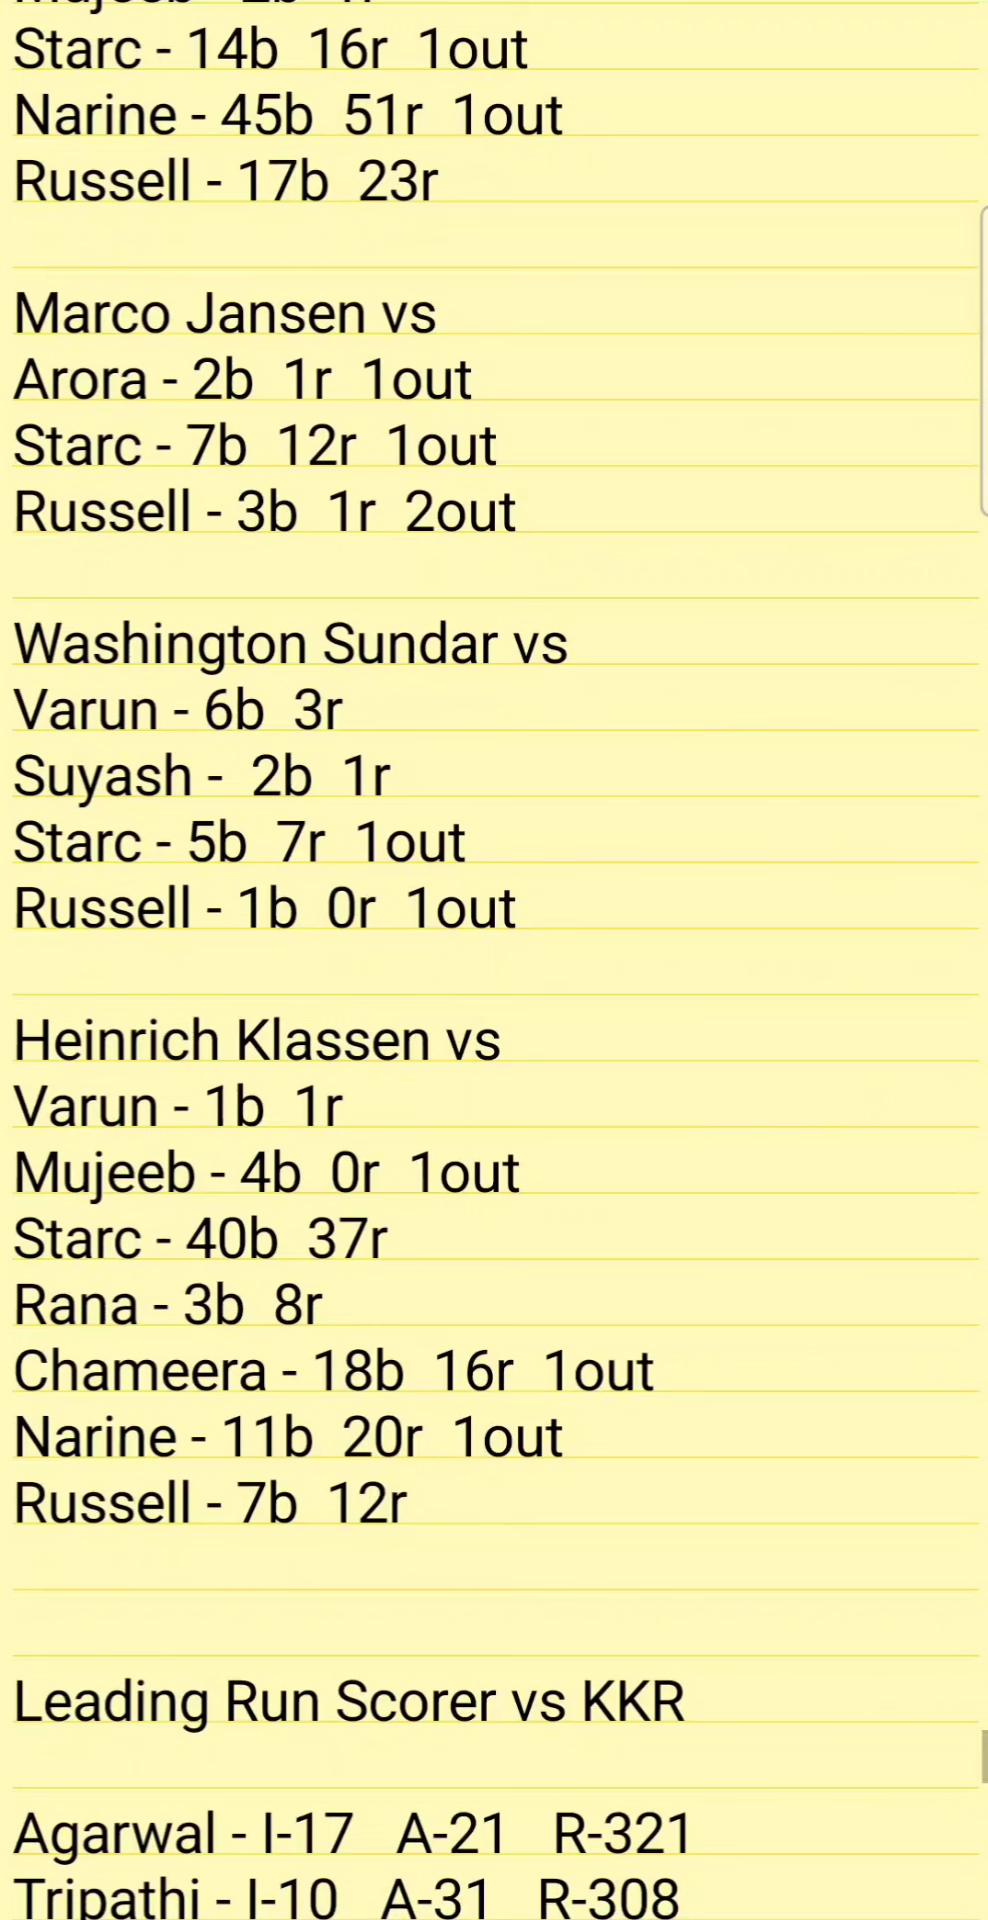 Starc - 14b 16r 1out
Narine - 45b 51r 1out
Russell - 17b 23r
Marco Jansen vs
Arora - 2b 1r 1out
Starc - 7b 12r 1out
Russell - 3b 1r 2out
Washington Sundar vs
Varun - 6b 3r
Suyash - 2b 1r
Starc - 5b 7r 1out
Russell - 1b 0r 1out
Heinrich Klassen vs
Varun - 1b 1r
Mujeeb - 4b 0r 1out
Starc - 40b 37r
Rana - 3b 8r
Chameera - 18b 16r 1out
Narine - 11b 20r 1out
Russell - 7b 12r
Leading Run Scorer vs KKR
Agarwal - I-17 A-21 R-321
Tripathi - I-10 A-31 R-308